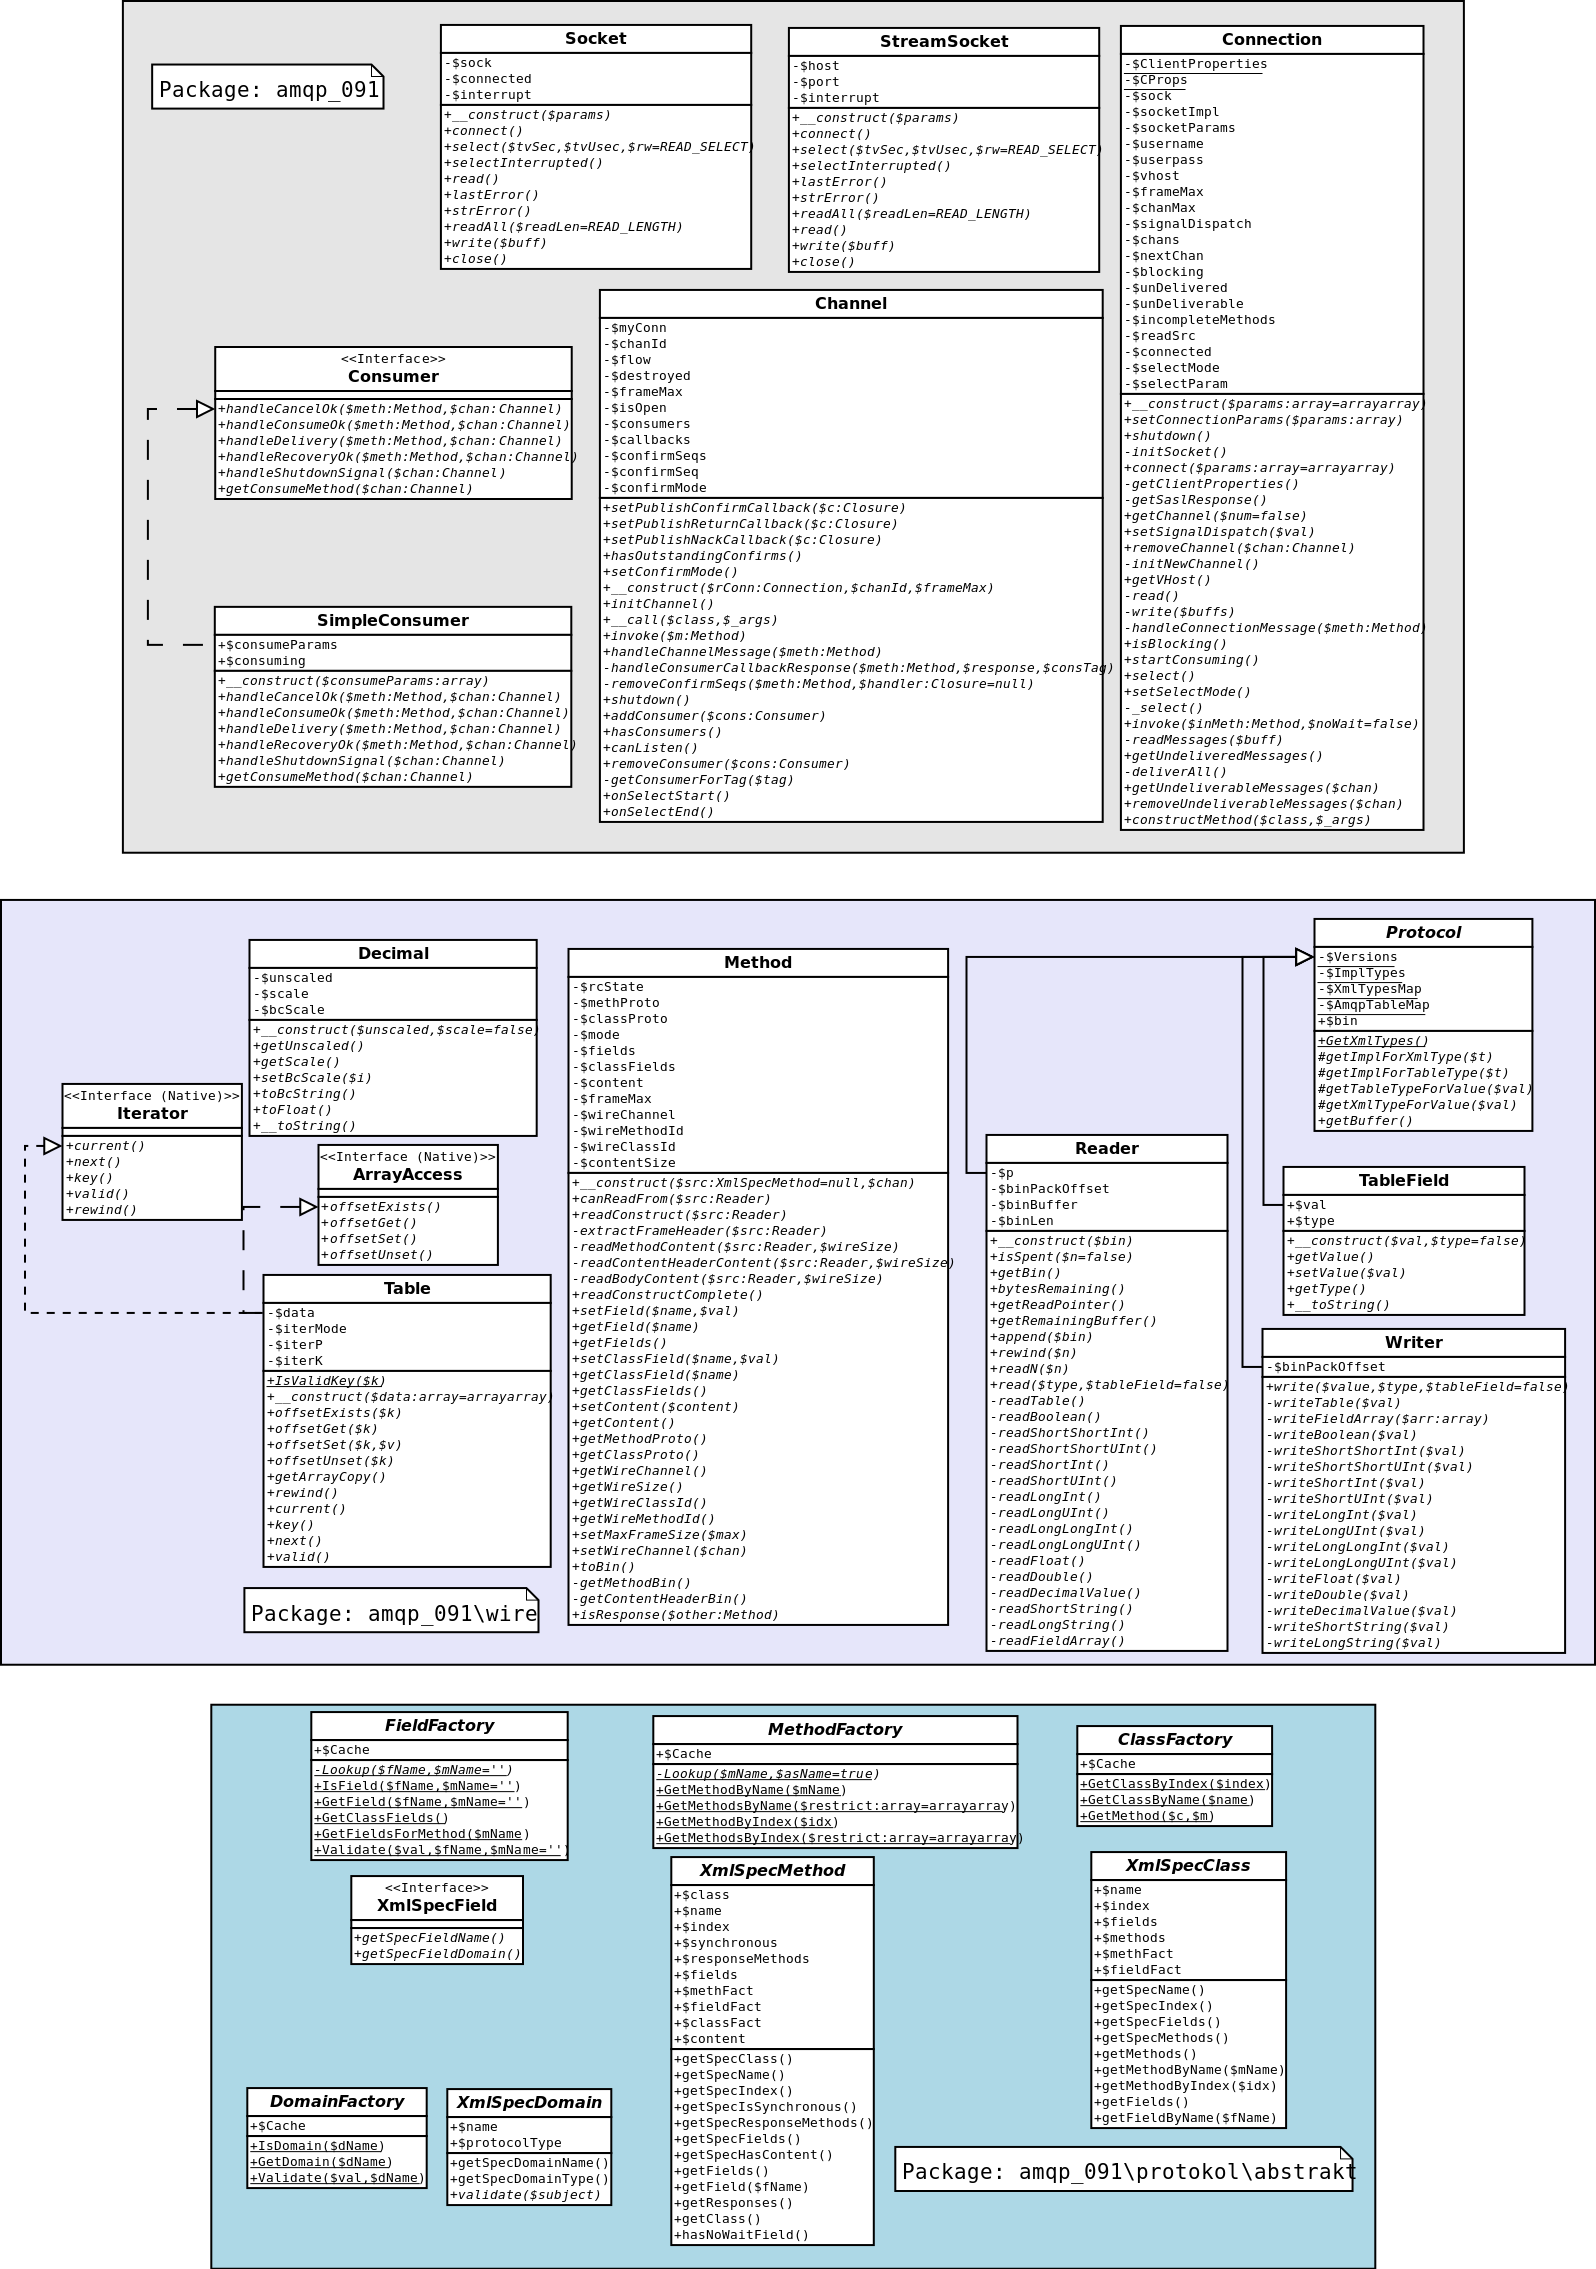 Package: amqp_091
Socket
-$sock
-$connected
-$interrupt
+__construct($params)
+connect()
+select($tvSec,$tvUsec,$rw=READ_SELECT)
+selectInterrupted()
+read()
+lastError()
+strError()
+readAll($readLen=READ_LENGTH)
+write($buff)
+close()
StreamSocket
-$host
-$port
-$interrupt
+__construct($params)
+connect()
+select($tvSec,$tvUsec,$rw=READ_SELECT)
+selectInterrupted()
+lastError()
+strError()
+readAll($readLen=READ_LENGTH)
+read()
+write($buff)
+close()
Connection
-$ClientProperties
-$CProps
-$sock
-$socketImpl
-$socketParams
-$username
-$userpass
-$vhost
-$frameMax
-$chanMax
-$signalDispatch
-$chans
-$nextChan
-$blocking
-$unDelivered
-$unDeliverable
-$incompleteMethods
-$readSrc
-$connected
-$selectMode
-$selectParam
+__construct($params:array=arrayarray)
+setConnectionParams($params:array)
+shutdown()
-initSocket()
+connect($params:array=arrayarray)
-getClientProperties()
-getSaslResponse()
+getChannel($num=false)
+setSignalDispatch($val)
+removeChannel($chan:Channel)
-initNewChannel()
+getVHost()
-read()
-write($buffs)
-handleConnectionMessage($meth:Method)
+isBlocking()
+startConsuming()
+select()
+setSelectMode()
-_select()
+invoke($inMeth:Method,$noWait=false)
-readMessages($buff)
+getUndeliveredMessages()
-deliverAll()
+getUndeliverableMessages($chan)
+removeUndeliverableMessages($chan)
+constructMethod($class,$_args)
Channel
-$myConn
-$chanId
-$flow
-$destroyed
-$frameMax
-$isOpen
-$consumers
-$callbacks
-$confirmSeqs
-$confirmSeq
-$confirmMode
+setPublishConfirmCallback($c:Closure)
+setPublishReturnCallback($c:Closure)
+setPublishNackCallback($c:Closure)
+hasOutstandingConfirms()
+setConfirmMode()
+__construct($rConn:Connection,$chanId,$frameMax)
+initChannel()
+__call($class,$_args)
+invoke($m:Method)
+handleChannelMessage($meth:Method)
-handleConsumerCallbackResponse($meth:Method,$response,$consTag)
-removeConfirmSeqs($meth:Method,$handler:Closure=null)
+shutdown()
+addConsumer($cons:Consumer)
+hasConsumers()
+canListen()
+removeConsumer($cons:Consumer)
-getConsumerForTag($tag)
+onSelectStart()
+onSelectEnd()
<<Interface>>
Consumer
+handleCancelOk($meth:Method,$chan:Channel)
+handleConsumeOk($meth:Method,$chan:Channel)
+handleDelivery($meth:Method,$chan:Channel)
+handleRecoveryOk($meth:Method,$chan:Channel)
+handleShutdownSignal($chan:Channel)
+getConsumeMethod($chan:Channel)
SimpleConsumer
+$consumeParams
+$consuming
+__construct($consumeParams:array)
+handleCancelOk($meth:Method,$chan:Channel)
+handleConsumeOk($meth:Method,$chan:Channel)
+handleDelivery($meth:Method,$chan:Channel)
+handleRecoveryOk($meth:Method,$chan:Channel)
+handleShutdownSignal($chan:Channel)
+getConsumeMethod($chan:Channel)
Decimal
-$unscaled
-$scale
-$bcScale
+__construct($unscaled,$scale=false)
+getUnscaled()
+getScale()
+setBcScale($i)
+toBcString()
+toFloat()
+__toString()
<<Interface (Native)>>
Iterator
+current()
+next()
+key()
+valid()
+rewind()
<<Interface (Native)>>
ArrayAccess
+offsetExists()
+offsetGet()
+offsetSet()
+offsetUnset()
Table
-$data
-$iterMode
-$iterP
-$iterK
+IsValidKey($k)
+__construct($data:array=arrayarray)
+offsetExists($k)
+offsetGet($k)
+offsetSet($k,$v)
+offsetUnset($k)
+getArrayCopy()
+rewind()
+current()
+key()
+next()
+valid()
Package: amqp_091\wire
Method
-$rcState
-$methProto
-$classProto
-$mode
-$fields
-$classFields
-$content
-$frameMax
-$wireChannel
-$wireMethodId
-$wireClassId
-$contentSize
+__construct($src:XmlSpecMethod=null,$chan)
+canReadFrom($src:Reader)
+readConstruct($src:Reader)
-extractFrameHeader($src:Reader)
-readMethodContent($src:Reader,$wireSize)
-readContentHeaderContent($src:Reader,$wireSize)
-readBodyContent($src:Reader,$wireSize)
+readConstructComplete()
+setField($name,$val)
+getField($name)
+getFields()
+setClassField($name,$val)
+getClassField($name)
+getClassFields()
+setContent($content)
+getContent()
+getMethodProto()
+getClassProto()
+getWireChannel()
+getWireSize()
+getWireClassId()
+getWireMethodId()
+setMaxFrameSize($max)
+setWireChannel($chan)
+toBin()
-getMethodBin()
-getContentHeaderBin()
+isResponse($other:Method)
Protocol
-$Versions
-$ImplTypes
-$XmlTypesMap
-$AmqpTableMap
+$bin
+GetXmlTypes()
#getImplForXmlType($t)
#getImplForTableType($t)
#getTableTypeForValue($val)
#getXmlTypeForValue($val)
+getBuffer()
Reader
-$p
-$binPackOffset
-$binBuffer
-$binLen
+__construct($bin)
+isSpent($n=false)
+getBin()
+bytesRemaining()
+getReadPointer()
+getRemainingBuffer()
+append($bin)
+rewind($n)
+readN($n)
+read($type,$tableField=false)
-readTable()
-readBoolean()
-readShortShortInt()
-readShortShortUInt()
-readShortInt()
-readShortUInt()
-readLongInt()
-readLongUInt()
-readLongLongInt()
-readLongLongUInt()
-readFloat()
-readDouble()
-readDecimalValue()
-readShortString()
-readLongString()
-readFieldArray()
TableField
+$val
+$type
+__construct($val,$type=false)
+getValue()
+setValue($val)
+getType()
+__toString()
Writer
-$binPackOffset
+write($value,$type,$tableField=false)
-writeTable($val)
-writeFieldArray($arr:array)
-writeBoolean($val)
-writeShortShortInt($val)
-writeShortShortUInt($val)
-writeShortInt($val)
-writeShortUInt($val)
-writeLongInt($val)
-writeLongUInt($val)
-writeLongLongInt($val)
-writeLongLongUInt($val)
-writeFloat($val)
-writeDouble($val)
-writeDecimalValue($val)
-writeShortString($val)
-writeLongString($val)
FieldFactory
+$Cache
-Lookup($fName,$mName='')
+IsField($fName,$mName='')
+GetField($fName,$mName='')
+GetClassFields()
+GetFieldsForMethod($mName)
+Validate($val,$fName,$mName='')
MethodFactory
+$Cache
-Lookup($mName,$asName=true)
+GetMethodByName($mName)
+GetMethodsByName($restrict:array=arrayarray)
+GetMethodByIndex($idx)
+GetMethodsByIndex($restrict:array=arrayarray)
ClassFactory
+$Cache
+GetClassByIndex($index)
+GetClassByName($name)
+GetMethod($c,$m)
<<Interface>>
XmlSpecField
+getSpecFieldName()
+getSpecFieldDomain()
XmlSpecMethod
+$class
+$name
+$index
+$synchronous
+$responseMethods
+$fields
+$methFact
+$fieldFact
+$classFact
+$content
+getSpecClass()
+getSpecName()
+getSpecIndex()
+getSpecIsSynchronous()
+getSpecResponseMethods()
+getSpecFields()
+getSpecHasContent()
+getFields()
+getField($fName)
+getResponses()
+getClass()
+hasNoWaitField()
XmlSpecClass
+$name
+$index
+$fields
+$methods
+$methFact
+$fieldFact
+getSpecName()
+getSpecIndex()
+getSpecFields()
+getSpecMethods()
+getMethods()
+getMethodByName($mName)
+getMethodByIndex($idx)
+getFields()
+getFieldByName($fName)
DomainFactory
+$Cache
+IsDomain($dName)
+GetDomain($dName)
+Validate($val,$dName)
XmlSpecDomain
+$name
+$protocolType
+getSpecDomainName()
+getSpecDomainType()
+validate($subject)
Package: amqp_091\protokol\abstrakt